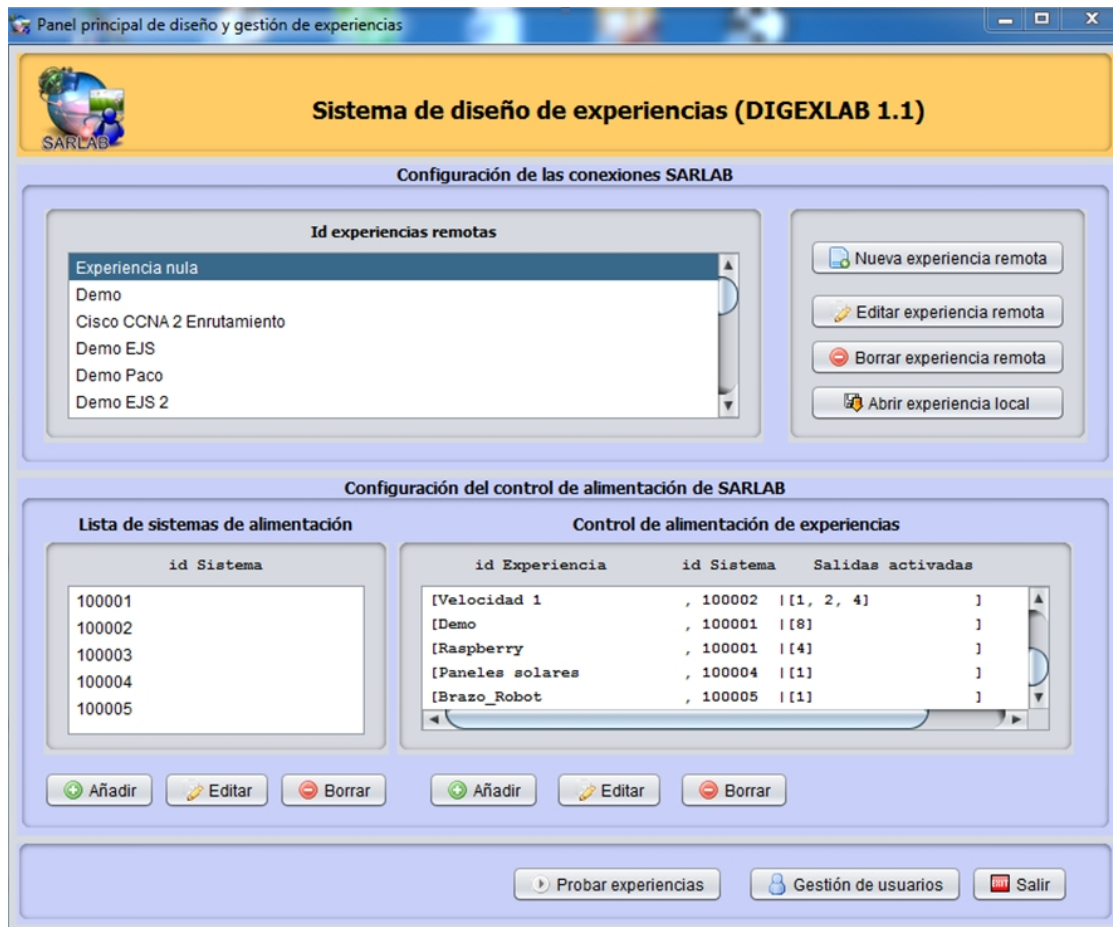 Panel principal de diseño y gestión de experiencias
SARLAB
Sistema de diseño de experiencias (DIGEXLAB 1.1)
Configuración de las conexiones SARLAB
Id experiencias remotas
Experiencia nula
Demo
Cisco CCNA 2 Enrutamiento
Demo EJS
Demo Paco
Demo EJS 2
Nueva experiencia remota
Editar experiencia remota
Borrar experiencia remota
Abrir experiencia local
Configuración del control de alimentación de SARLAB
Lista de sistemas de alimentación
id Sistema
100001
100002
100003
100004
100005
Añadir Editar Borrar
Control de alimentación de experiencias
id Experiencia id Sistema Salidas activadas
[Velocidad 1 , 100002 |[1, 2, 4] ]
[Demo , 100001 |[8] ]
[Raspberry , 100001 |[4] ]
[Paneles solares , 100004 |[1] ]
[Brazo_Robot , 100005 |[1] ]
Añadir Editar Borrar
Probar experiencias Gestión de usuarios EXIT Salir